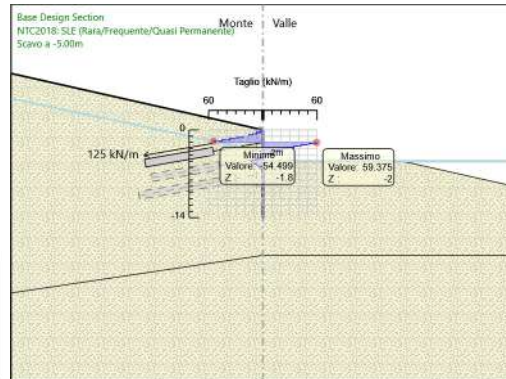 Base Design Section
NTC2018: SLE (Rara/Frequente/Quasi Permanente)
Scavo a -5.00m
Monte
Valle
Taglio (kN/m)
60
60
0
125 kN/m
Minimo
Valore: -54.499
Z -1.8
Massimo
Valore: 59.375
Z -2
-14